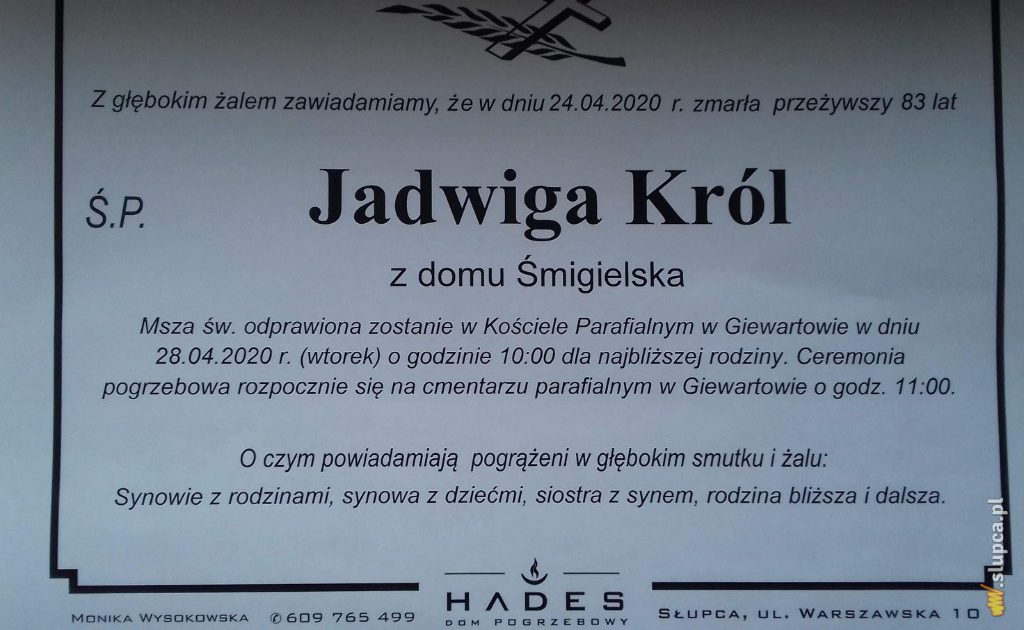 Z głębokim żalem zawiadamiamy, że w dniu 24.04.2020 r. zmarła przeżywszy 83 lat
Ś.P. Jadwiga Król
z domu Śmigielska
Msza św. odprawiona zostanie w Kościele Parafialnym w Giewartowie w dniu
28.04.2020 r. (wtorek) o godzinie 10:00 dla najbliższej rodziny. Ceremonia
pogrzebowa rozpocznie się na cmentarzu parafialnym w Giewartowie o godz. 11:00.
O czym powiadamiają pogrążeni w głębokim smutku i żalu:
Synowie z rodzinami, synowa z dziećmi, siostra z synem, rodzina bliższa i dalsza.
MONIKA WYSOKOWSKA ✆609 765 499
HADES
DOM POGRZEBOWY
SŁUPCA, UL. WARSZAWSKA 10
www.slupca.pl